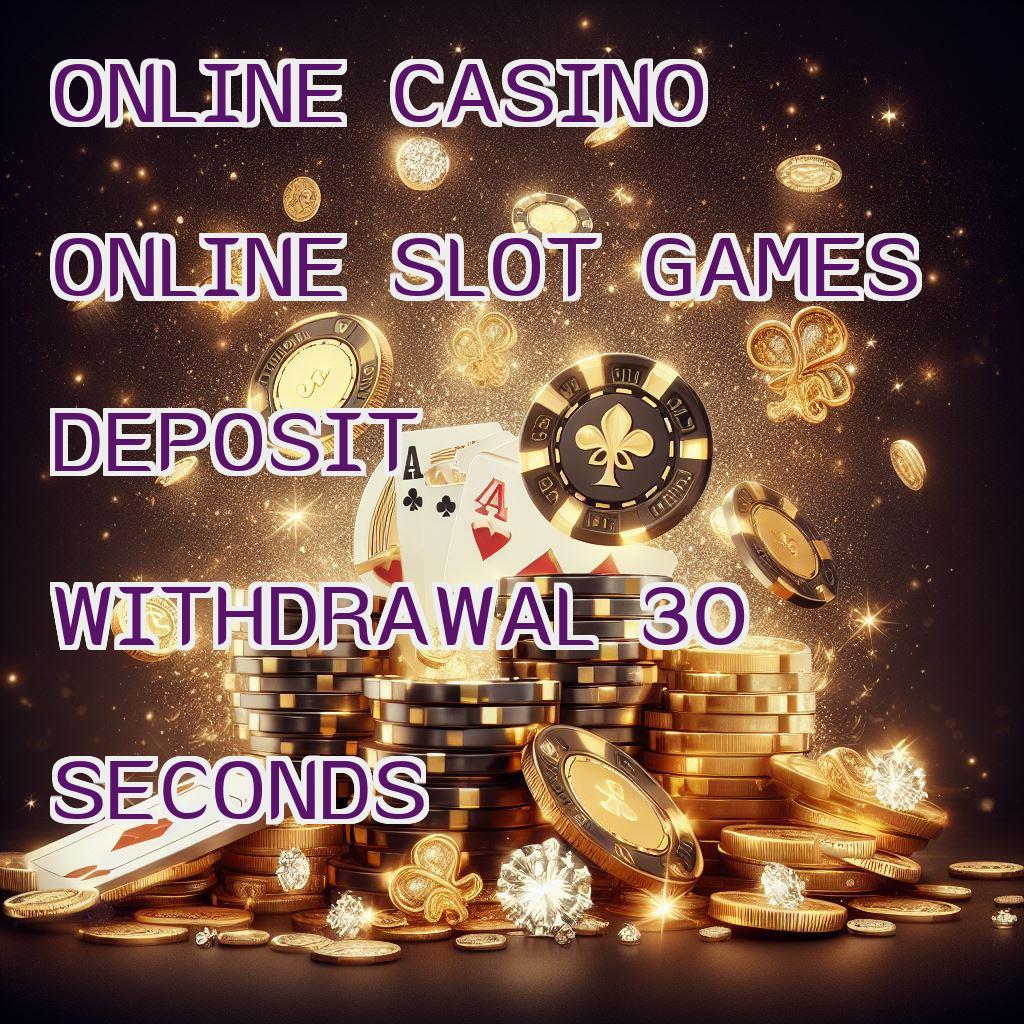 ONLINE CASINO
ONLINE SLOT GAMES
DEPOSIT
WITHDRAWAL 30
SECONDS
A
A